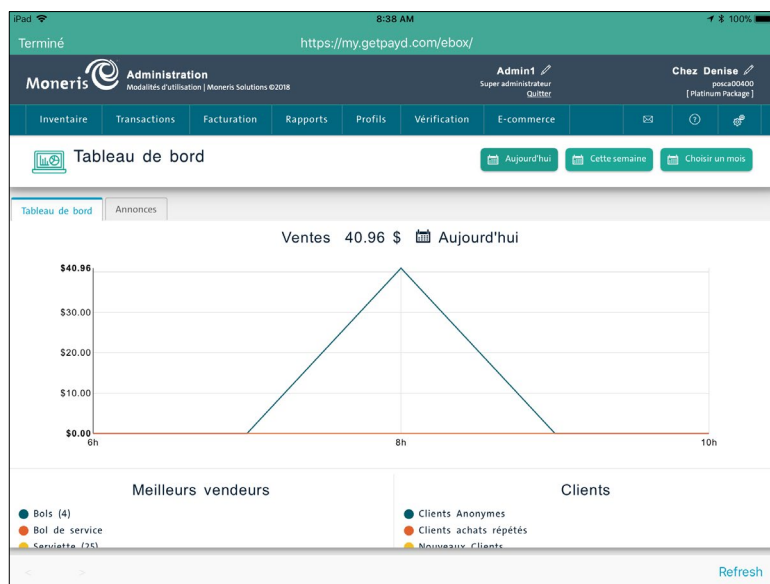 iPad 8:38 AM 100%
Terminé https://my.getpayd.com/ebox/
Moneris Administration Admin1 Chez Denise
Modalités d'utilisation | Moneris Solutions ©2018 Super administrateur posca00400
Quitter [ Platinum Package ]
Inventaire Transactions Facturation Rapports Profils Vérification E-commerce ?
Tableau de bord Aujourd'hui Cette semaine Choisir un mois
Tableau de bord Annonces
Ventes 40.96 $ Aujourd'hui
$40.96
$30.00
$20.00
$10.00
$0.00
6h 8h 10h
Meilleurs vendeurs
Bols (4)
Bol de service
Serviette (25)
Clients
Clients Anonymes
Clients achats répétés
Nouveaux Clients
< >
Refresh